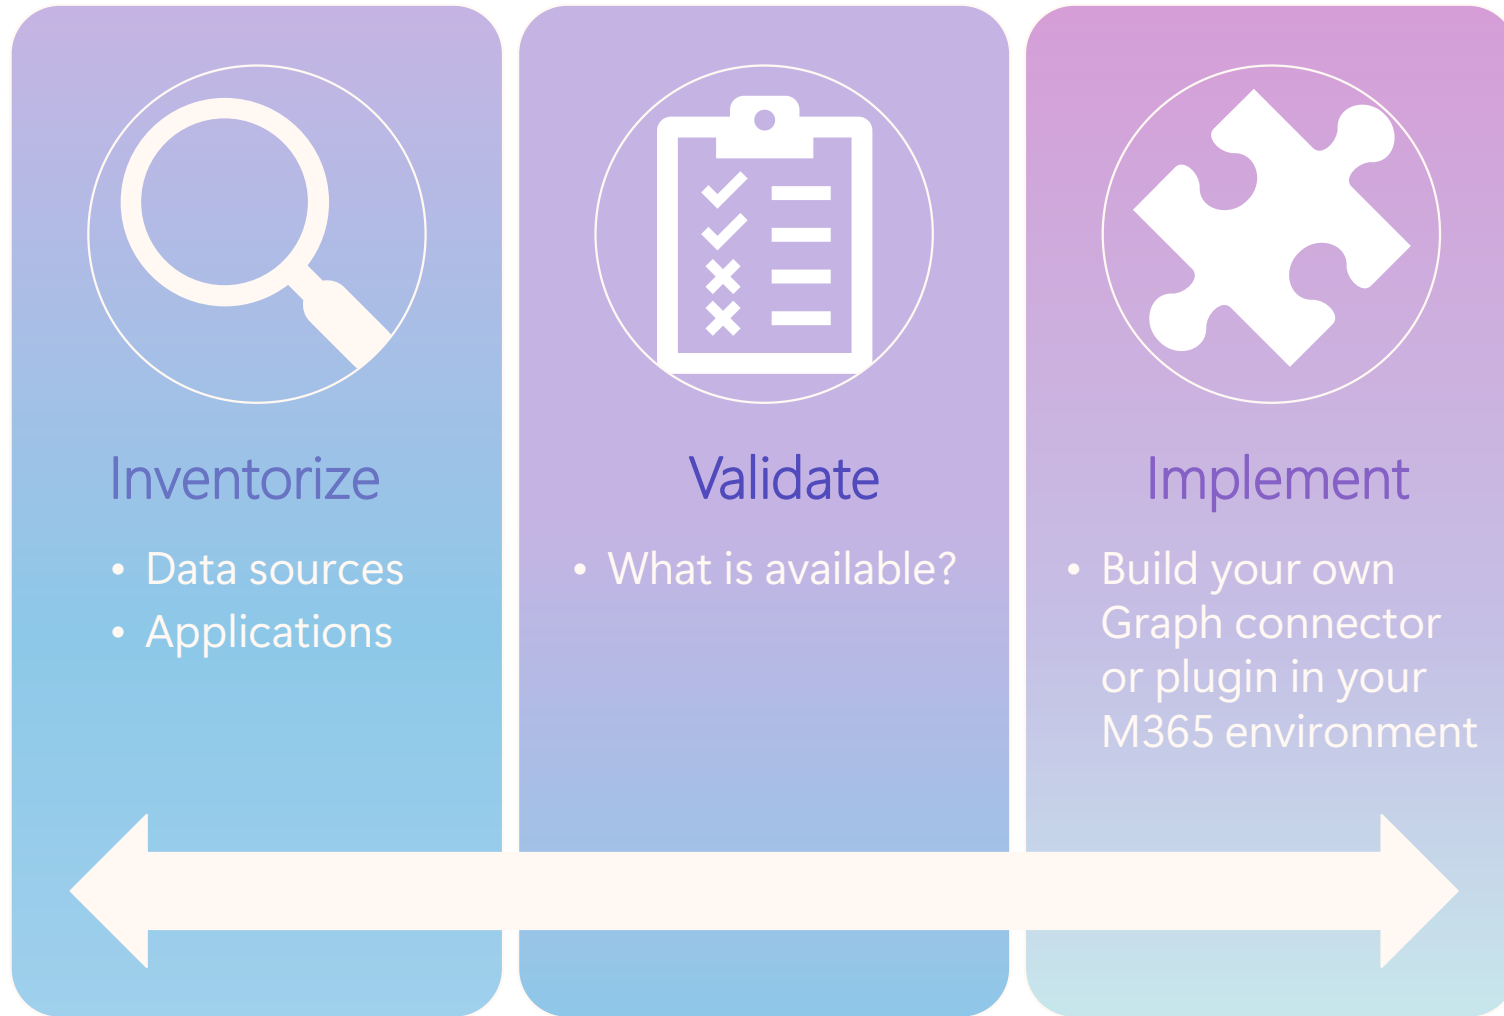 Inventorize
• Data sources
• Applications
Validate
• What is available?
Implement
• Build your own
Graph connector
or plugin in your
M365 environment